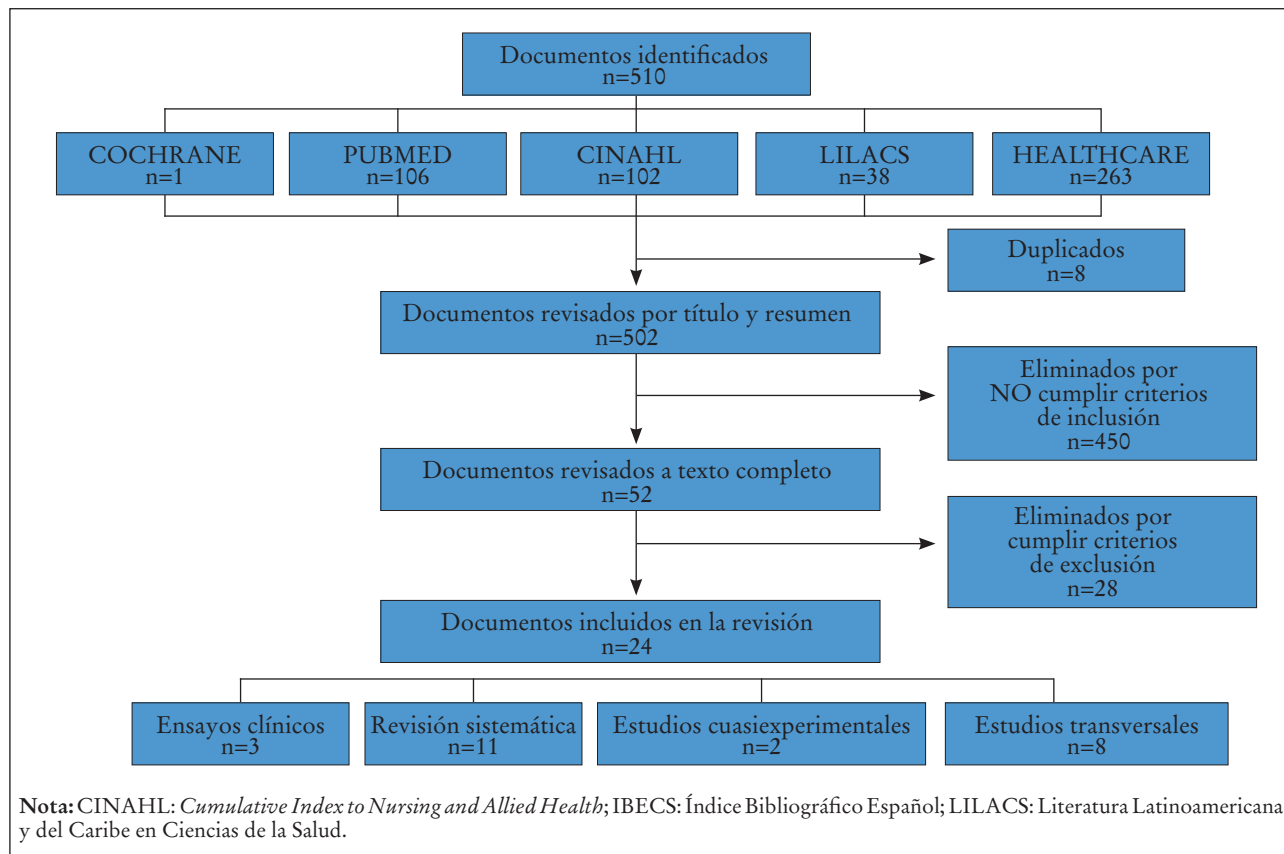 Documentos identificados
n=510
COCHRANE
n=1
PUBMED
n=106
CINAHL
n=102
LILACS
n=38
HEALTHCARE
n=263
Duplicados
n=8
Documentos revisados por título y resumen
n=502
Eliminados por
NO cumplir criterios
de inclusión
n=450
Documentos revisados a texto completo
n=52
Eliminados por
cumplir criterios
de exclusión
n=28
Documentos incluidos en la revisión
n=24
Ensayos clínicos
n=3
Revisión sistemática
n=11
Estudios cuasiexperimentales
n=2
Estudios transversales
n=8
Nota: CINAHL: Cumulative Index to Nursing and Allied Health; IBECS: Índice Bibliográfico Español; LILACS: Literatura Latinoamericana
y del Caribe en Ciencias de la Salud.